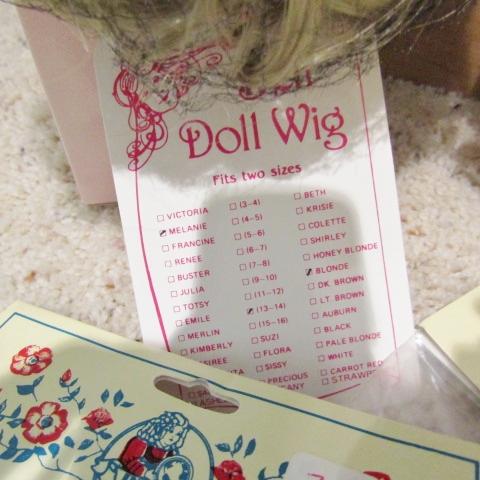 Doll Wig
Fits two sizes
VICTORIA
MELANIE
FRANCINE
RENEE
BUSTER
JULIA
TOTSY
EMILE
MERLIN
KIMBERLY
(3-4)
(4-5)
(5-6)
(6-7)
(7-8)
(9-10)
(11-12)
(13-14)
(15-16)
SUZI
FLORA
SISSY
PRECIOUS
BETH
KRISIE
COLETTE
SHIRLEY
HONEY BLONDE
BLONDE
DK. BROWN
LT. BROWN
AUBURN
BLACK
PALE BLONDE
WHITE
CARROT RED